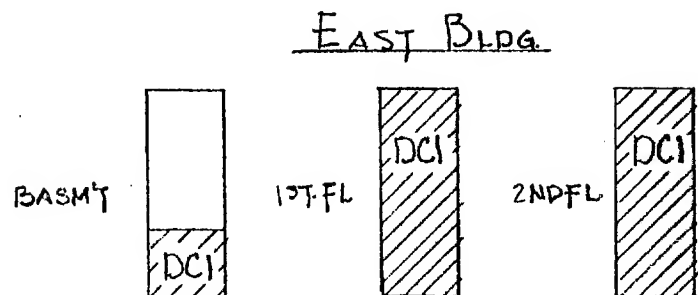 EAST BLDG.
DCI DCI
BASM'T 1ST. FL 2ND FL
DCI